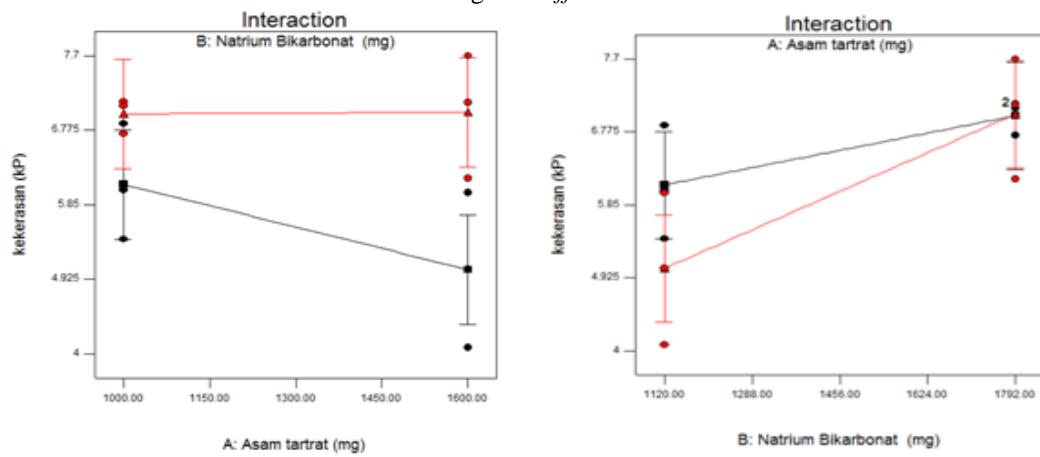 Interaction
B: Natrium Bikarbonat (mg)
7.7
6.775
5.85
4.925
4
kekerasan (kP)
1000.00 1150.00 1300.00 1450.00 1600.00
A: Asam tartrat (mg)
Interaction
A: Asam tartrat (mg)
7.7
6.775
5.85
4.925
4
kekerasan (kP)
2
1120.00 1288.00 1456.00 1624.00 1792.00
B: Natrium Bikarbonat (mg)